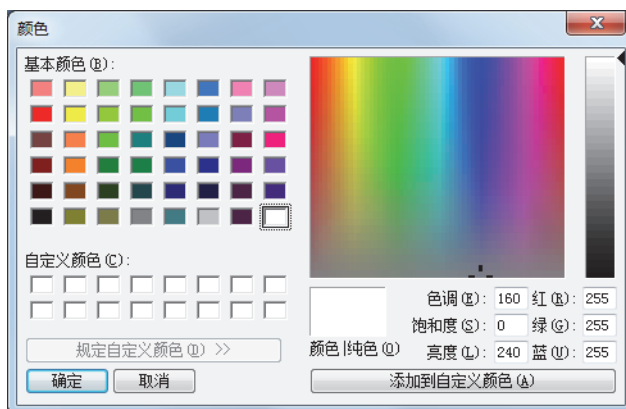 颜色
基本颜色(B):
自定义颜色(C):
规定自定义颜色(D) >>
确定 取消
颜色|纯色(O)
色调(E): 160 红(R): 255
饱和度(S): 0 绿(G): 255
亮度(L): 240 蓝(U): 255
添加到自定义颜色(A)